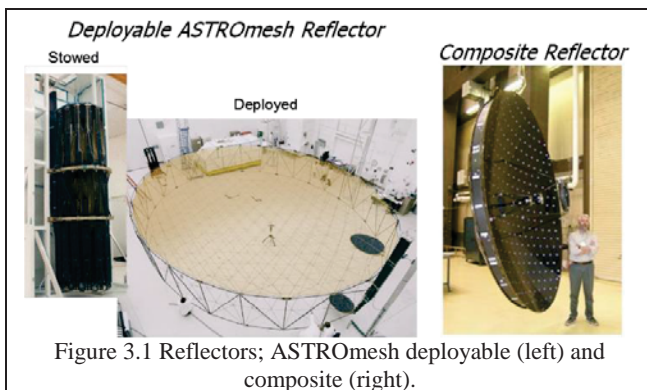 Deployable ASTROmesh Reflector
Composite Reflector
Stowed
Deployed
Figure 3.1 Reflectors; ASTROmesh deployable (left) and
composite (right).